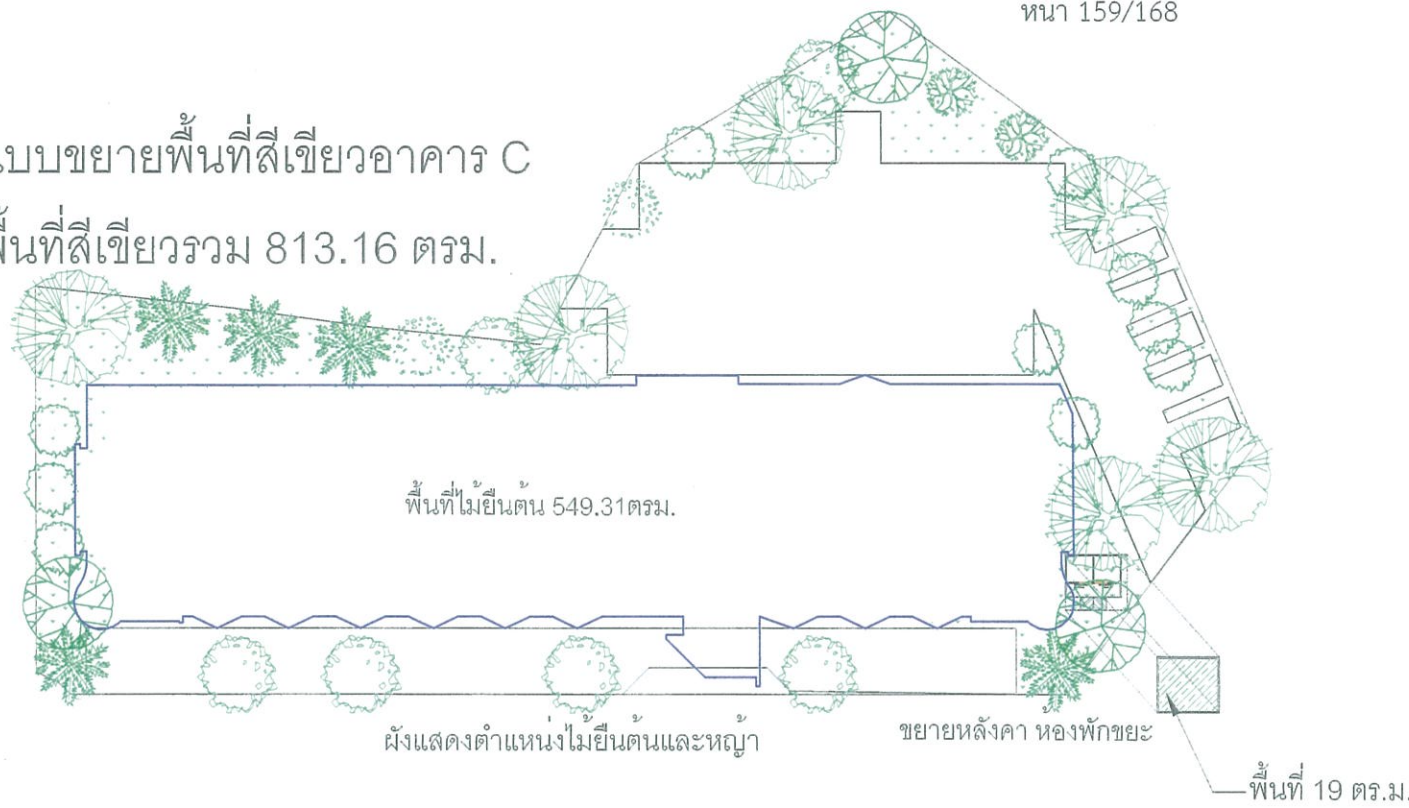 หน้า 159/168
แบบขยายพื้นที่สีเขียวอาคาร C
พื้นที่สีเขียวรวม 813.16 ตรม.
พื้นที่ไม้ยืนต้น 549.31ตรม.
ผังแสดงตำแหน่งไม้ยืนต้นและหญ้า
ขยายหลังคา ห้องพักขยะ
พื้นที่ 19 ตร.ม.